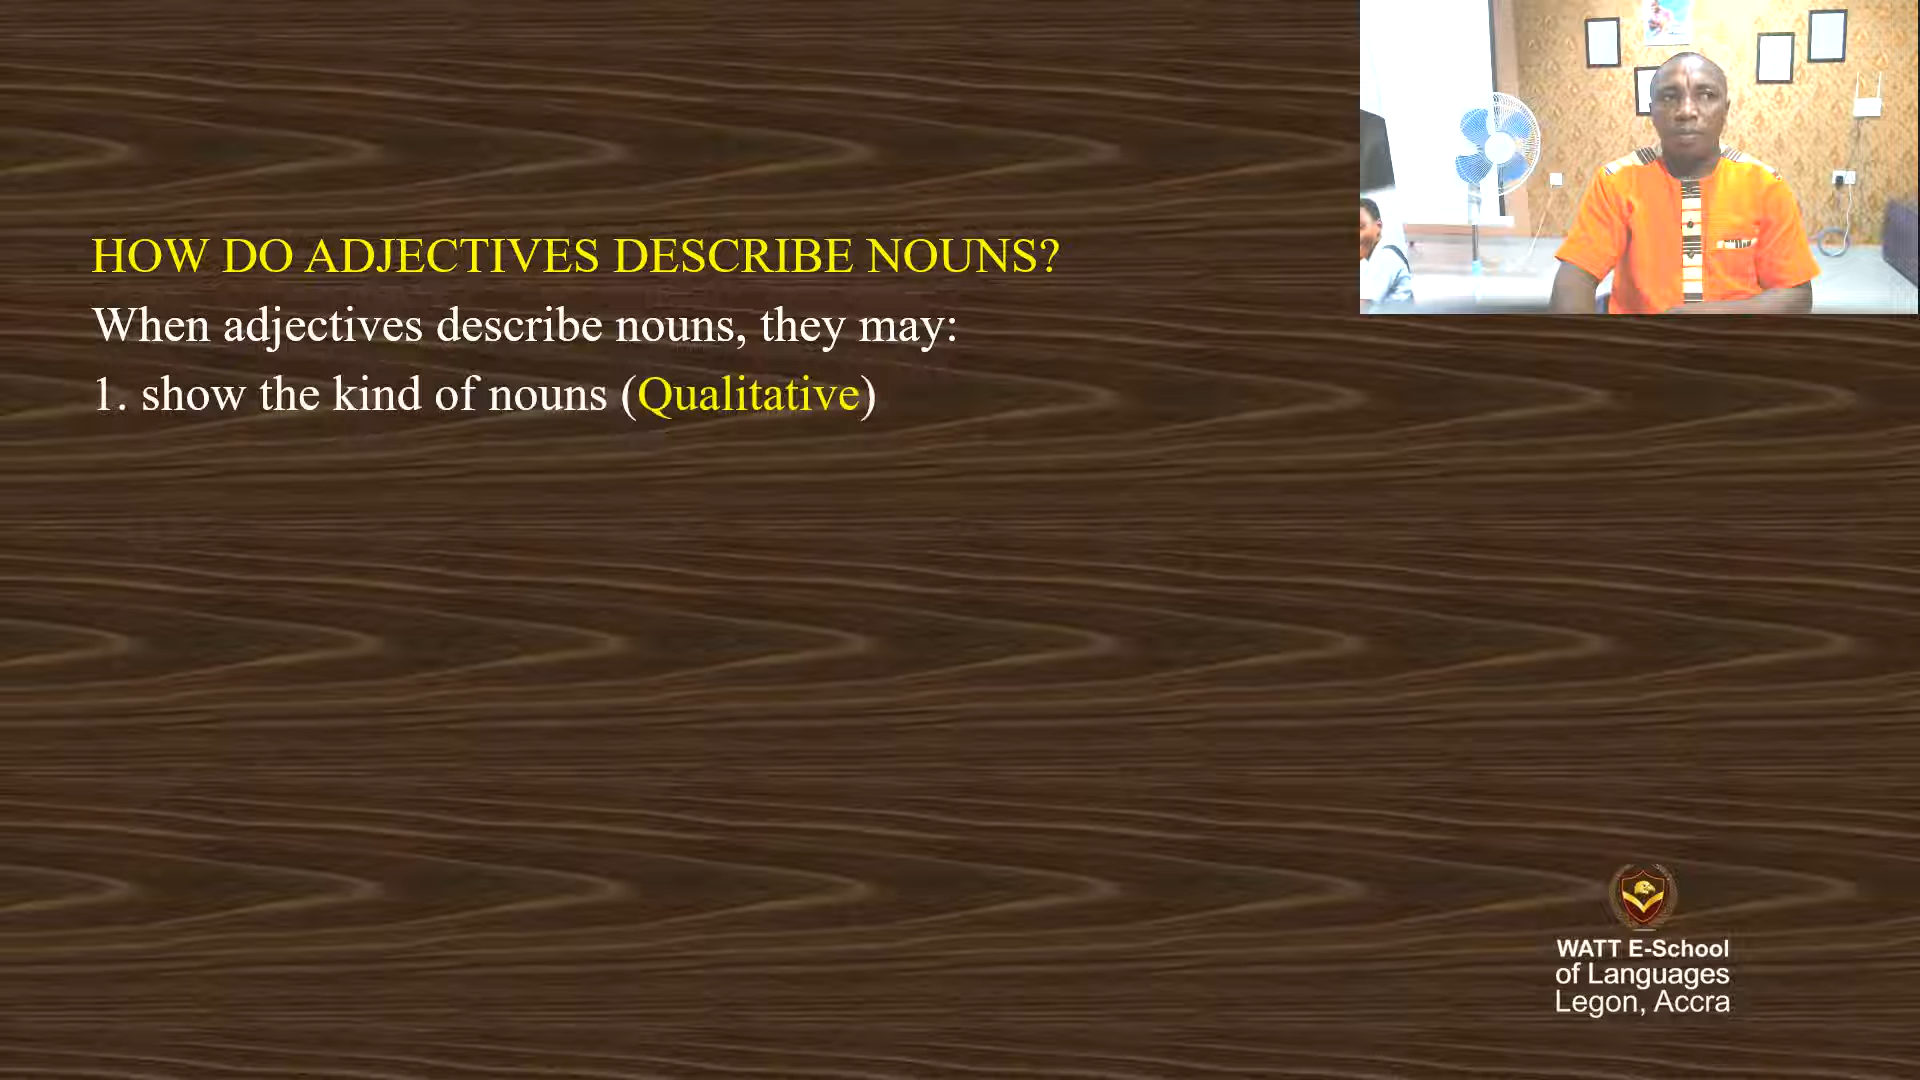 HOW DO ADJECTIVES DESCRIBE NOUNS?
When adjectives describe nouns, they may:
1. show the kind of nouns (Qualitative)
WATT E-School
of Languages
Legon, Accra